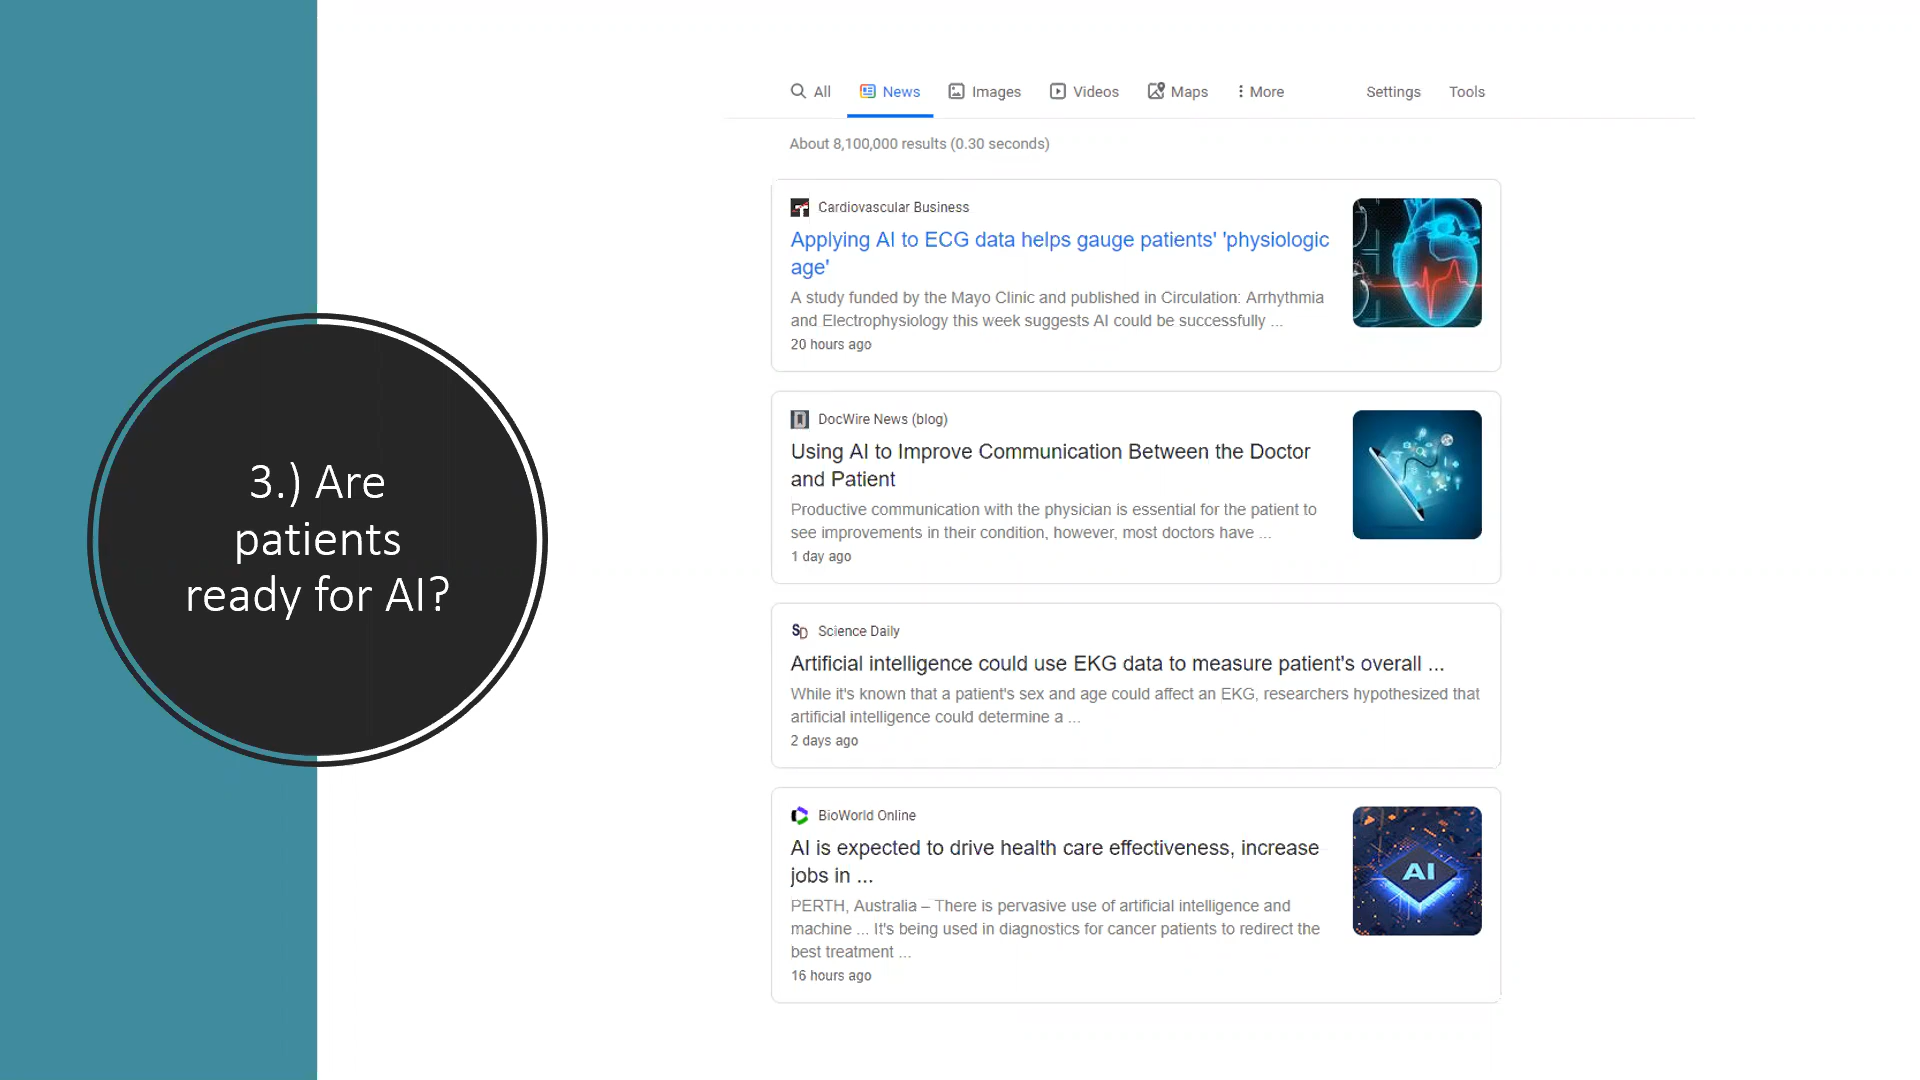 3.) Are
patients
ready for AI?
All News Images Videos Maps More Settings Tools
About 8,100,000 results (0.30 seconds)
Cardiovascular Business
Applying AI to ECG data helps gauge patients' 'physiologic
age'
A study funded by the Mayo Clinic and published in Circulation: Arrhythmia
and Electrophysiology this week suggests AI could be successfully ...
20 hours ago
DocWire News (blog)
Using AI to Improve Communication Between the Doctor
and Patient
Productive communication with the physician is essential for the patient to
see improvements in their condition, however, most doctors have ...
1 day ago
SD Science Daily
Artificial intelligence could use EKG data to measure patient's overall ...
While it's known that a patient's sex and age could affect an EKG, researchers hypothesized that
artificial intelligence could determine a ...
2 days ago
BioWorld Online
AI is expected to drive health care effectiveness, increase
jobs in ...
PERTH, Australia – There is pervasive use of artificial intelligence and
machine ... It's being used in diagnostics for cancer patients to redirect the
best treatment ...
16 hours ago
AI